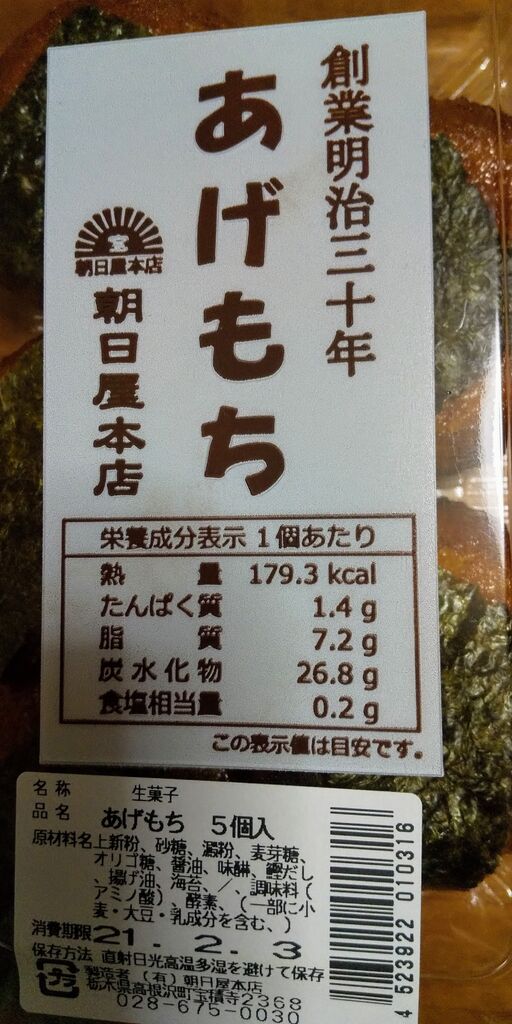 創業明治三十年
あげもち
朝日屋本店
朝日屋本店
栄養成分表示 1個あたり
熱量 179.3 kcal
たんぱく質 1.4 g
脂質 7.2 g
炭水化物 26.8 g
食塩相当量 0.2 g
この表示値は目安です。
名称 生菓子
品名 あげもち 5個入
原材料名 上新粉、砂糖、澱粉、麦芽糖、
オリゴ糖、醤油、味醂、鰹だし
、揚げ油、海苔、/、調味料(
アミノ酸)、酵素、(一部に小
麦・大豆・乳成分を含む、)
消費期限 21. 2. 3
保存方法 直射日光高温多湿を避けて保存
プラ
製造者 (有)朝日屋本店
栃木県高根沢町宝積寺2368
028-675-0030
4 523922 010316